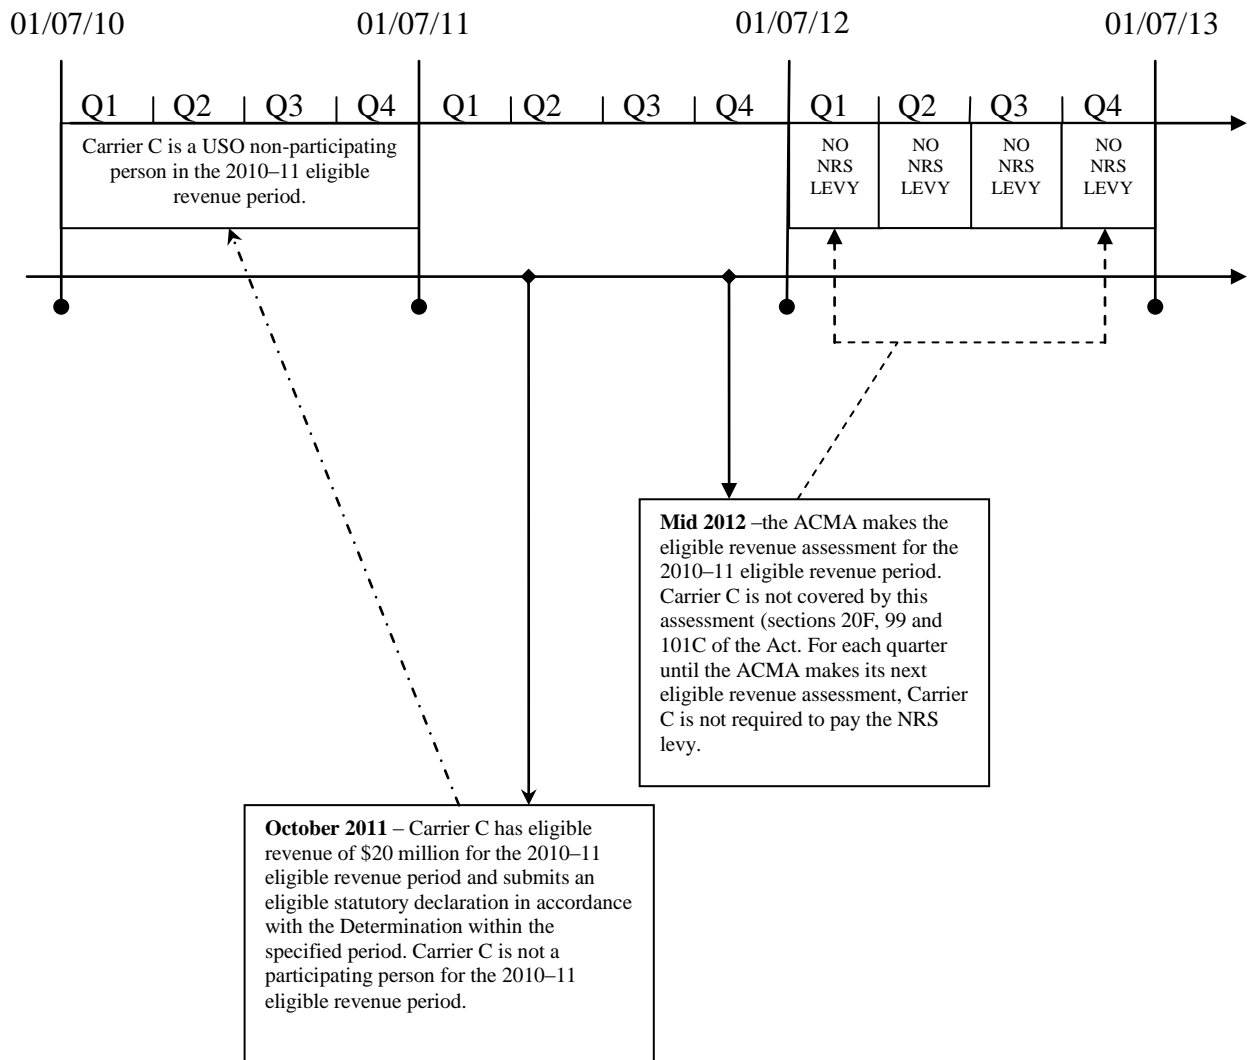 01/07/10 01/07/11 01/07/12 01/07/13
Q1 Q2 Q3 Q4 Q1 Q2 Q3 Q4 Q1 Q2 Q3 Q4
Carrier C is a USO non-participating
person in the 2010–11 eligible
revenue period.
NO
NRS
LEVY
NO
NRS
LEVY
NO
NRS
LEVY
NO
NRS
LEVY
Mid 2012 –the ACMA makes the
eligible revenue assessment for the
2010–11 eligible revenue period.
Carrier C is not covered by this
assessment (sections 20F, 99 and
101C of the Act. For each quarter
until the ACMA makes its next
eligible revenue assessment, Carrier
C is not required to pay the NRS
levy.
October 2011 – Carrier C has eligible
revenue of $20 million for the 2010–11
eligible revenue period and submits an
eligible statutory declaration in accordance
with the Determination within the
specified period. Carrier C is not a
participating person for the 2010–11
eligible revenue period.